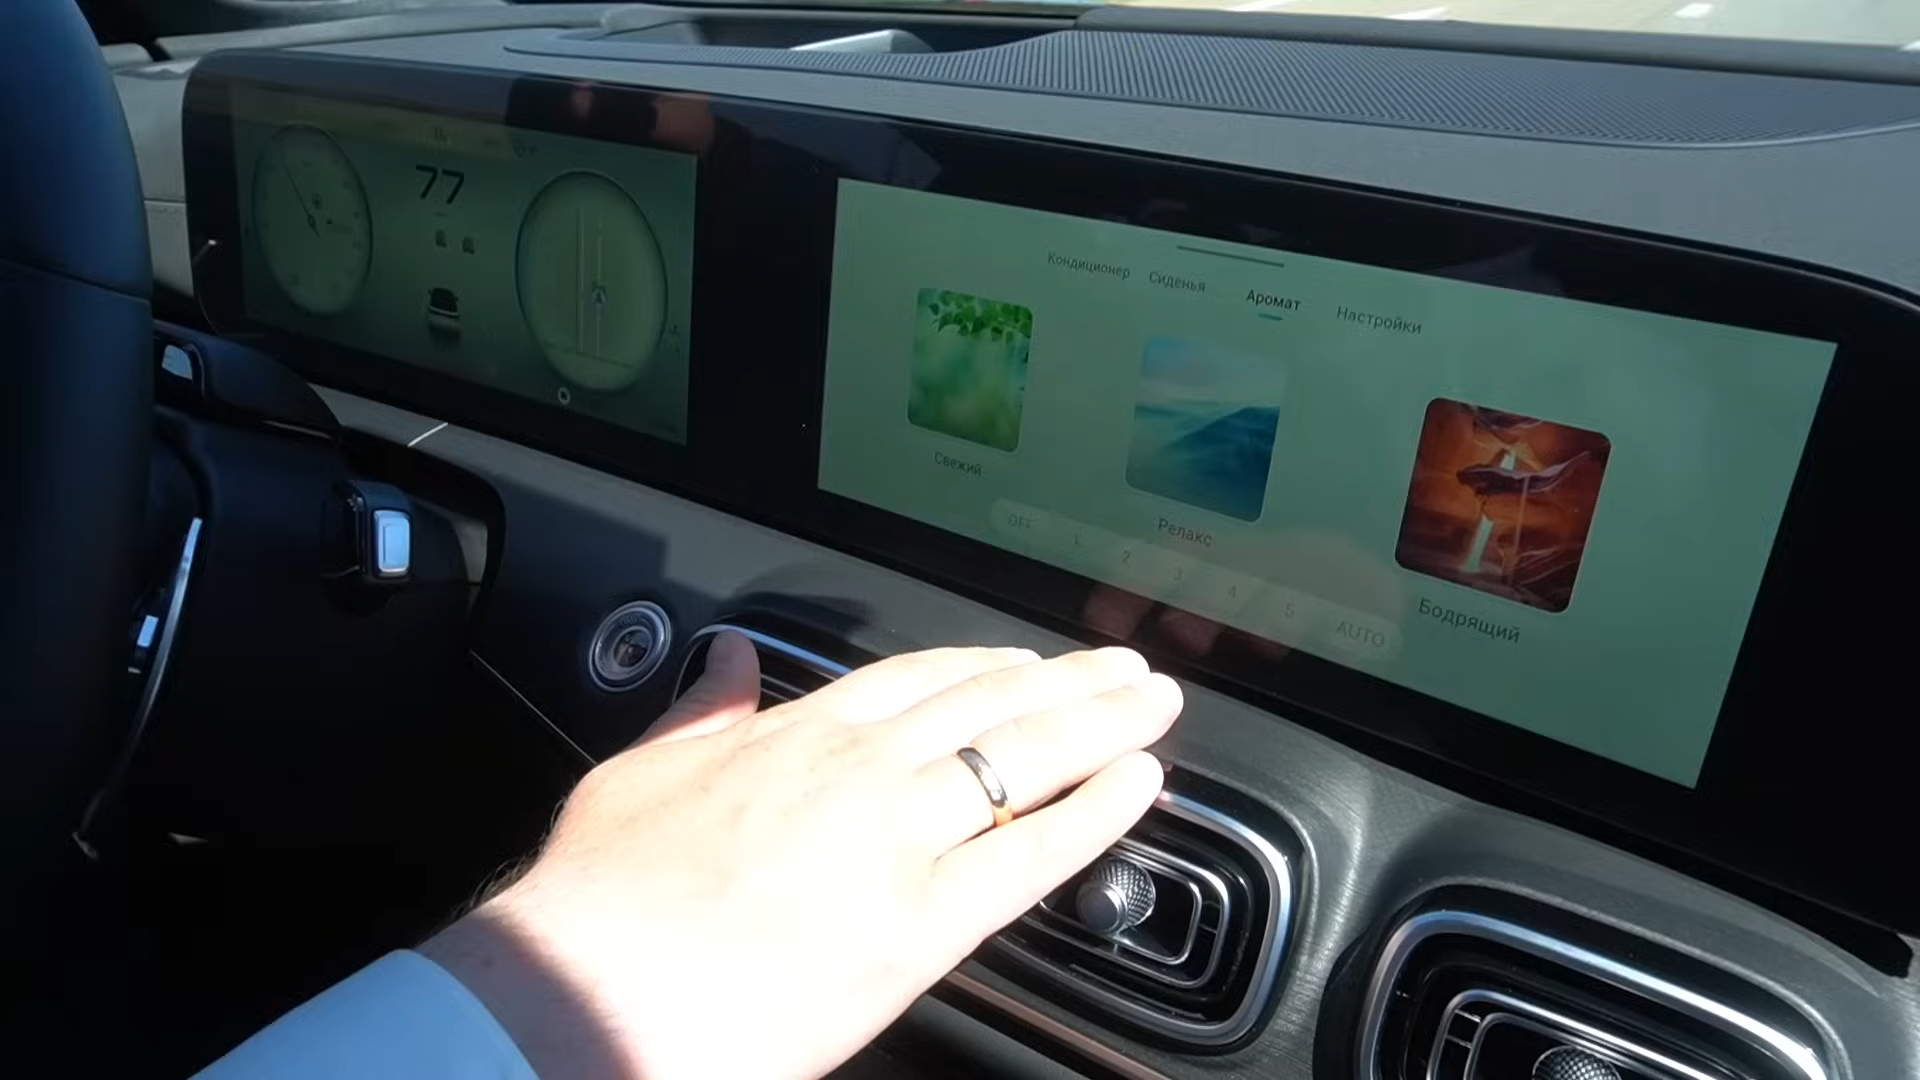 77
Кондиционер Сиденья Аромат Настройки
Свежий
Релакс
Бодрящий
OFF 1 2 3 4 5 AUTO